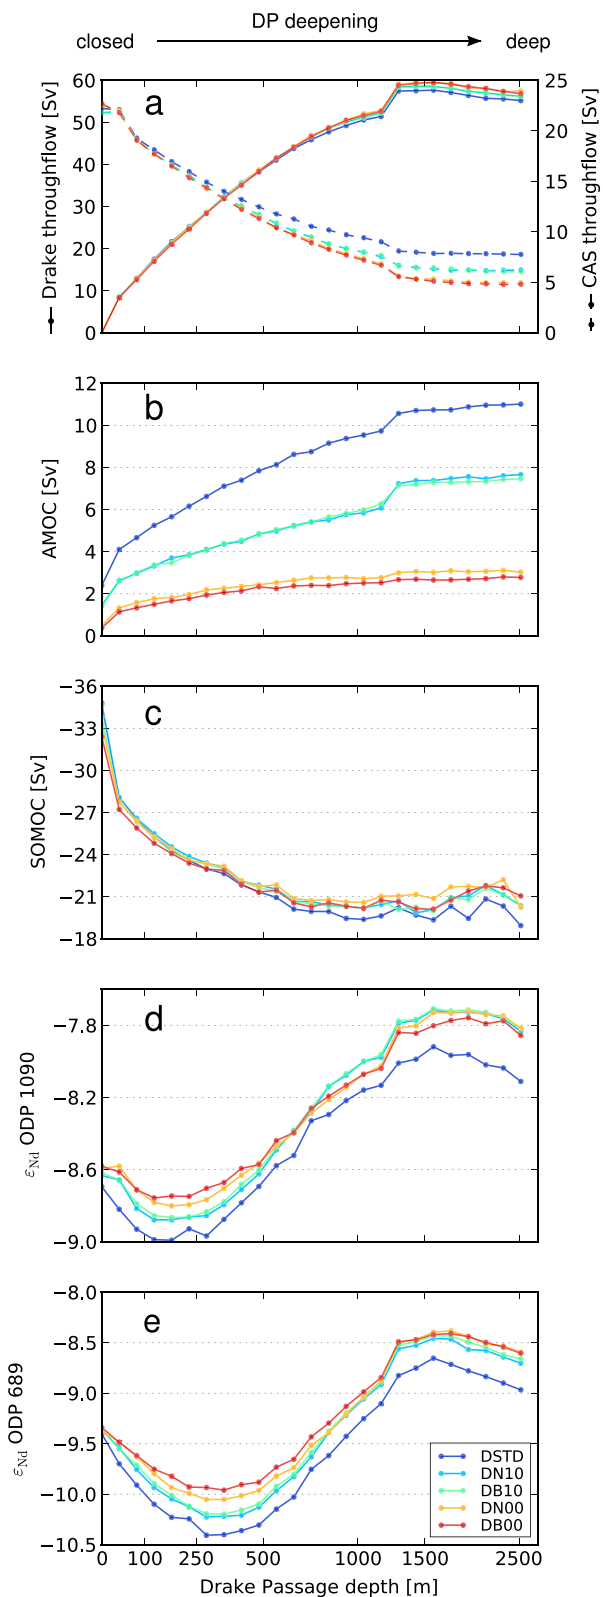 DP deepening
closed
deep
a
60
50
40
30
20
10
0
Drake throughflow [Sv]
25
20
15
10
5
0
CAS throughflow [Sv]
b
12
10
8
6
4
2
0
AMOC [Sv]
c
−36
−33
−30
−27
−24
−21
−18
SOMOC [Sv]
d
−7.8
−8.2
−8.6
−9.0
εNd ODP 1090
e
−8.0
−8.5
−9.0
−9.5
−10.0
−10.5
εNd ODP 689
DSTD
DN10
DB10
DN00
DB00
0 100 250 500 1000 1500 2500
Drake Passage depth [m]